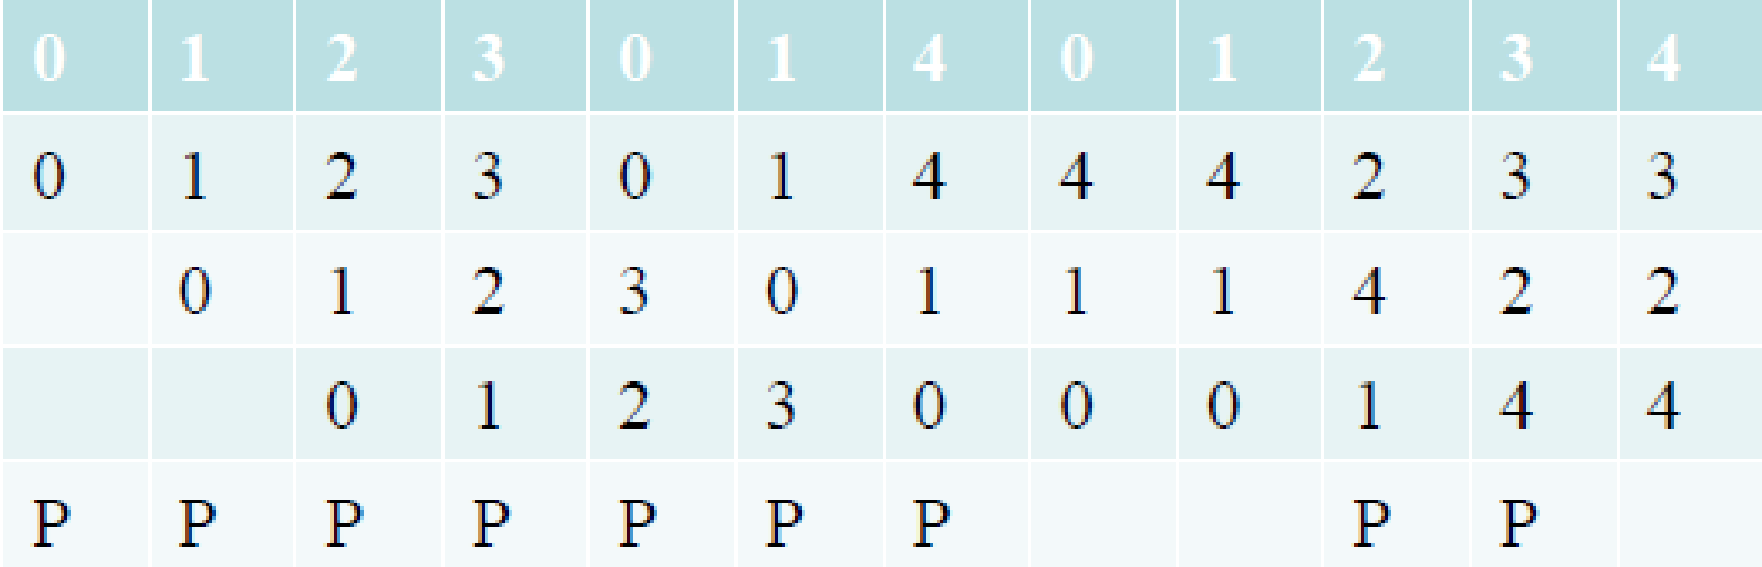 0 1 2 3 0 1 4 0 1 2 3 4
0 1 2 3 0 1 4 4 4 2 3 3
0 1 2 3 0 1 1 1 4 2 2
0 1 2 3 0 0 0 1 4 4
P P P P P P P P P